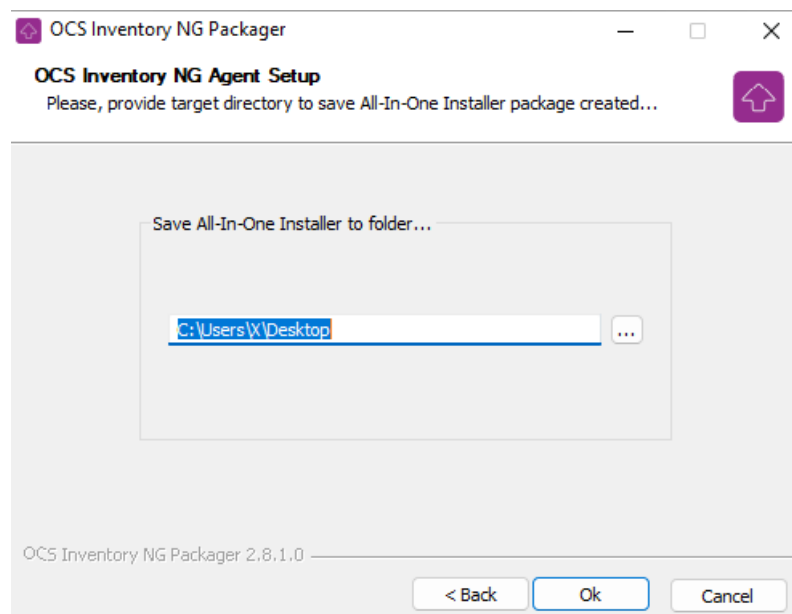 OCS Inventory NG Packager
OCS Inventory NG Agent Setup
Please, provide target directory to save All-In-One Installer package created...
Save All-In-One Installer to folder...
C:\Users\X\Desktop
...
OCS Inventory NG Packager 2.8.1.0
< Back Ok Cancel